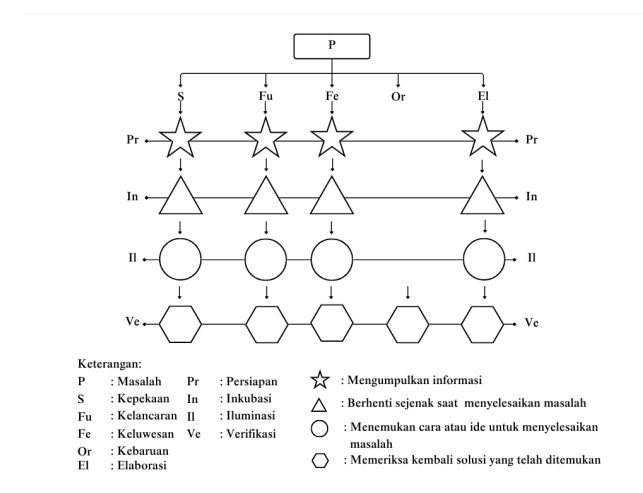 P
S Fu Fe Or El
Pr Pr
In In
Il Il
Ve Ve
Keterangan:
P : Masalah Pr : Persiapan
S : Kepekaan In : Inkubasi
Fu : Kelancaran Il : Iluminasi
Fe : Keluwesan Ve : Verifikasi
Or : Kebaruan
El : Elaborasi
: Mengumpulkan informasi
: Berhenti sejenak saat menyelesaikan masalah
: Menemukan cara atau ide untuk menyelesaikan
masalah
: Memeriksa kembali solusi yang telah ditemukan